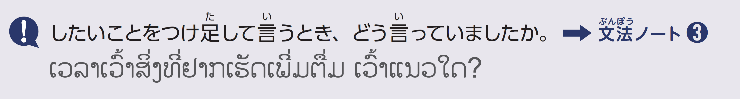 ! したいことをつけ足して言うとき、どう言っていましたか。 ➡ 文法ノート❸
ເວລາເວົ້າສິ່ງທີ່ຢາກເຮັດເພີ່ມຕື່ມ ເວົ້າແນວໃດ?